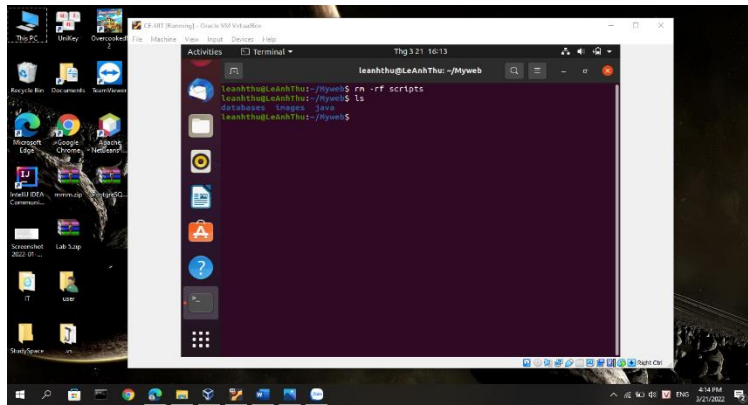 CE-ART [Running] - Oracle VM VirtualBox
File Machine View Input Devices Help
Activities Terminal Thg 3 21 16:13
leanhthu@LeAnhThu: ~/Myweb
leanhthu@LeAnhThu:~/Myweb$ rm -rf scripts
leanhthu@LeAnhThu:~/Myweb$ ls
databases images java
leanhthu@LeAnhThu:~/Myweb$
Right Ctrl
This PC
UniKey
Overcooked!
2
Recycle Bin
Documents
TeamViewer
Microsoft
Edge
Google
Chrome
Apache
NetBeans
IntelliJ IDEA
Communi...
mmm.zip
Screenshot
2022-01-...
Lab 5.zip
IT
user
StudySpace
ENG
4:14 PM
3/21/2022